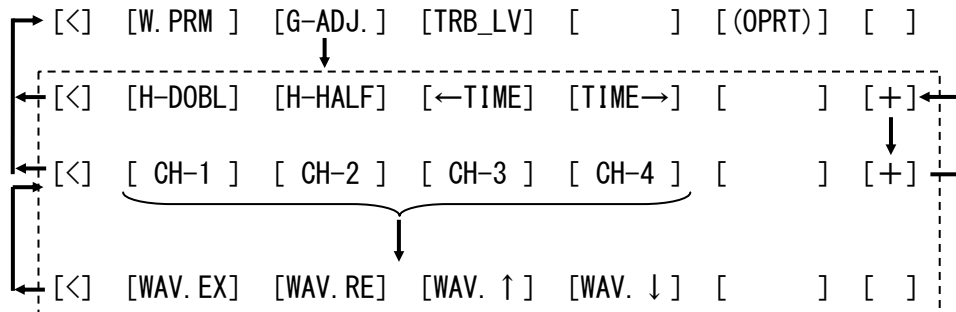 [<] [W.PRM ] [G-ADJ.] [TRB_LV] [      ] [(OPRT)] [ ]
[<] [H-DOBL] [H-HALF] [←TIME] [TIME→] [      ] [+]
[<] [ CH-1 ] [ CH-2 ] [ CH-3 ] [ CH-4 ] [      ] [+]
[<] [WAV.EX] [WAV.RE] [WAV. ↑] [WAV. ↓] [      ] [ ]